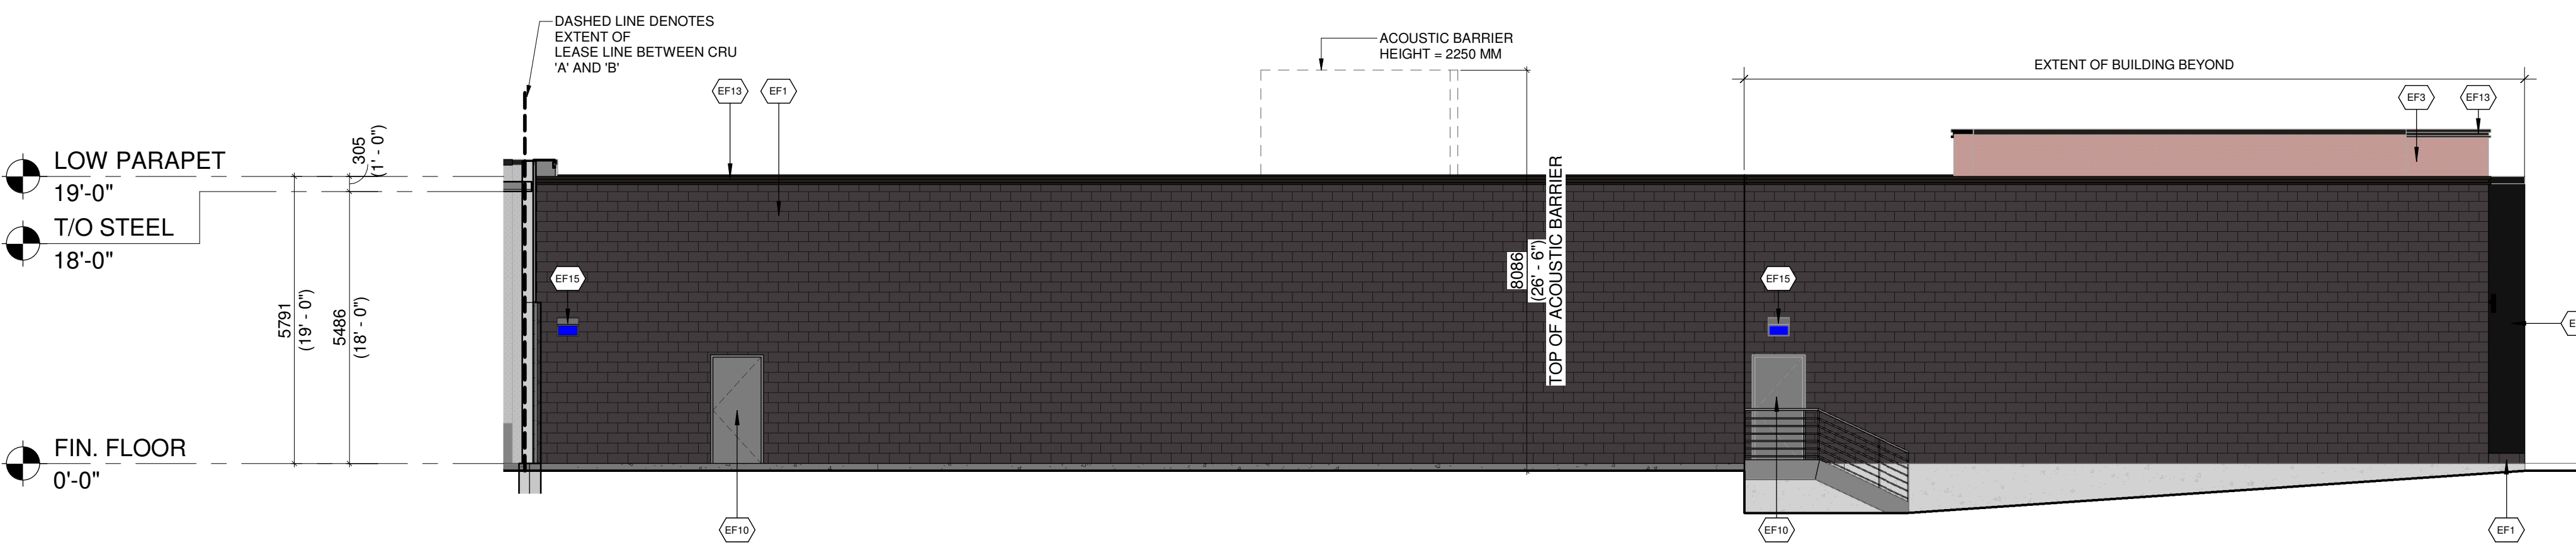 DASHED LINE DENOTES
EXTENT OF
LEASE LINE BETWEEN CRU
'A' AND 'B'
ACOUSTIC BARRIER
HEIGHT = 2250 MM
EXTENT OF BUILDING BEYOND
EF13
EF1
EF3
EF13
LOW PARAPET
19'-0"
T/O STEEL
18'-0"
FIN. FLOOR
0'-0"
305
(1' - 0")
5791
(19' - 0")
5486
(18' - 0")
8086
(26' - 6")
TOP OF ACOUSTIC BARRIER
EF15
EF15
EF10
EF10
EF1